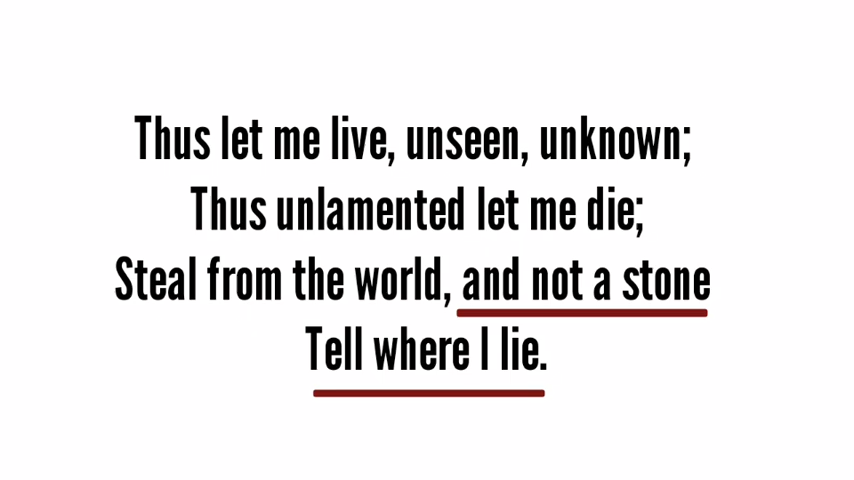 Thus let me live, unseen, unknown;
Thus unlamented let me die;
Steal from the world, and not a stone
Tell where I lie.